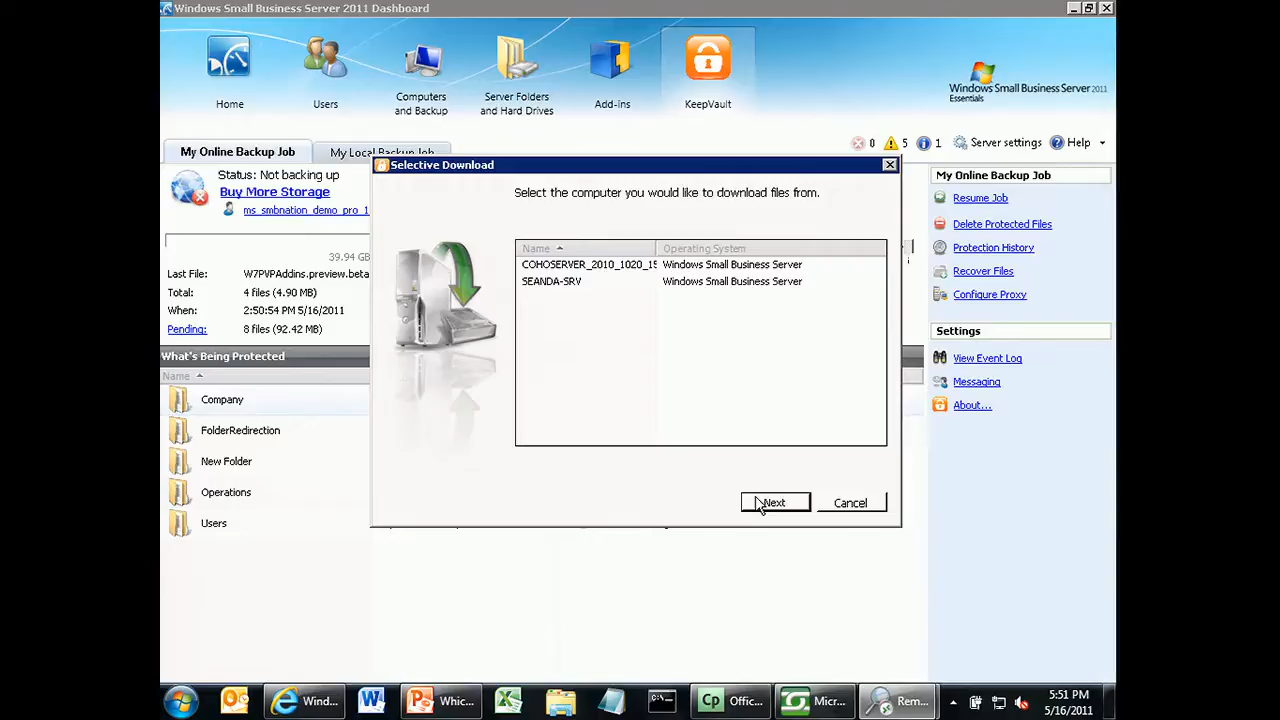 Windows Small Business Server 2011 Dashboard
Home
Users
Computers and Backup
Server Folders and Hard Drives
Add-ins
KeepVault
Windows Small Business Server 2011
Essentials
My Online Backup Job
My Local Backup Job
0
5
1
Server settings
Help
Status: Not backing up
Buy More Storage
ms_smbnation_demo_pro_1
39.94 GB
Last File: W7PVPAddins.preview.beta
Total: 4 files (4.90 MB)
When: 2:50:54 PM 5/16/2011
Pending: 8 files (92.42 MB)
What's Being Protected
Name
Company
FolderRedirection
New Folder
Operations
Users
Selective Download
Select the computer you would like to download files from.
Name Operating System
COHOSERVER_2010_1020_15 Windows Small Business Server
SEANDA-SRV Windows Small Business Server
Next
Cancel
My Online Backup Job
Resume Job
Delete Protected Files
Protection History
Recover Files
Configure Proxy
Settings
View Event Log
Messaging
About...
Wind...
Whic...
C:\
Cp
Offic...
Micr...
Rem...
5:51 PM
5/16/2011